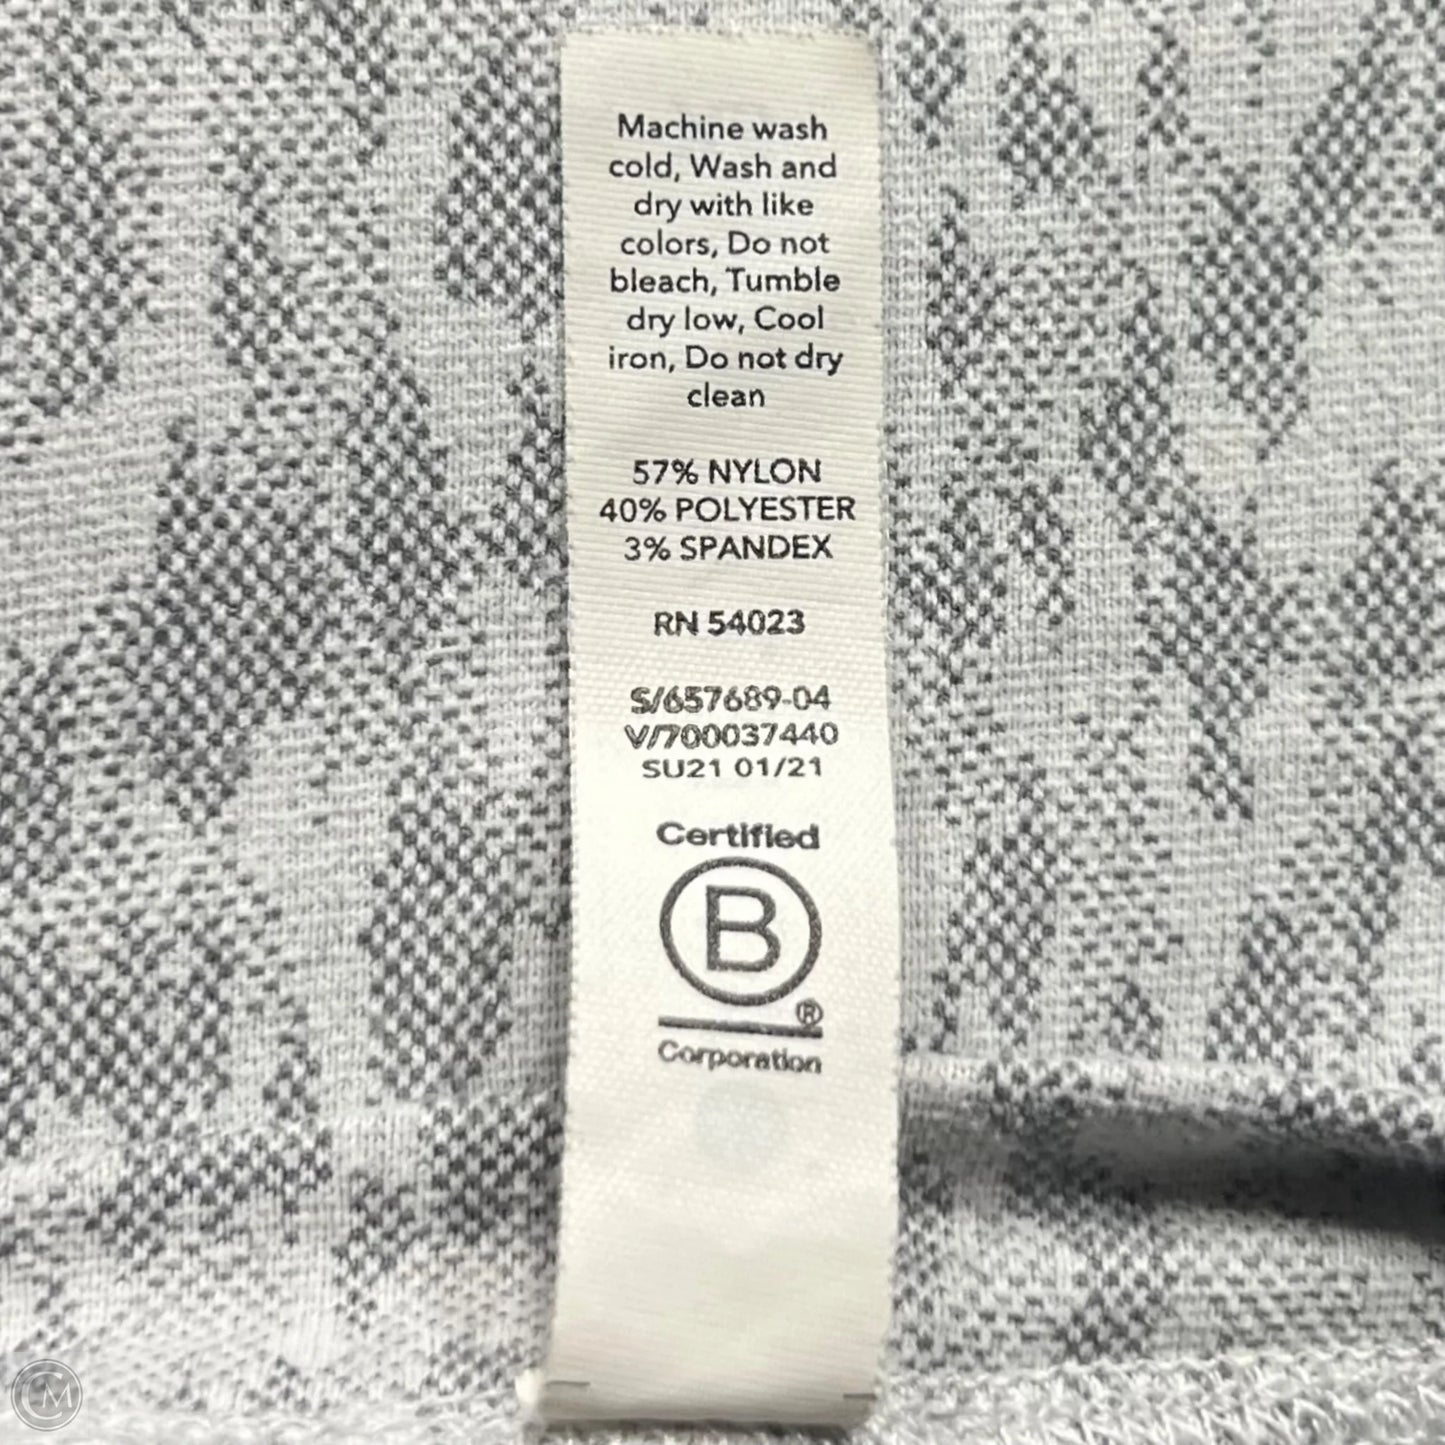 Machine wash
cold, Wash and
dry with like
colors, Do not
bleach, Tumble
dry low, Cool
iron, Do not dry
clean
57% NYLON
40% POLYESTER
3% SPANDEX
RN 54023
S/657689-04
V/700037440
SU21 01/21
Certified
B
®
Corporation
CM